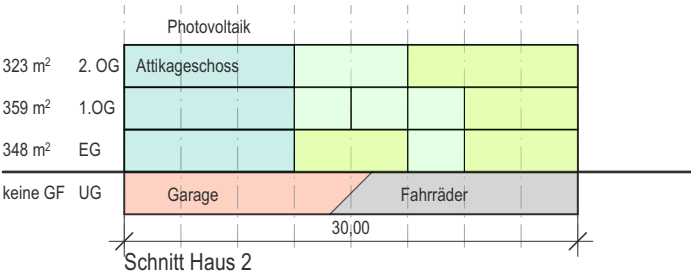 Photovoltaik
323 m² 2. OG Attikageschoss
359 m² 1.OG
348 m² EG
keine GF UG Garage Fahrräder
30,00
Schnitt Haus 2